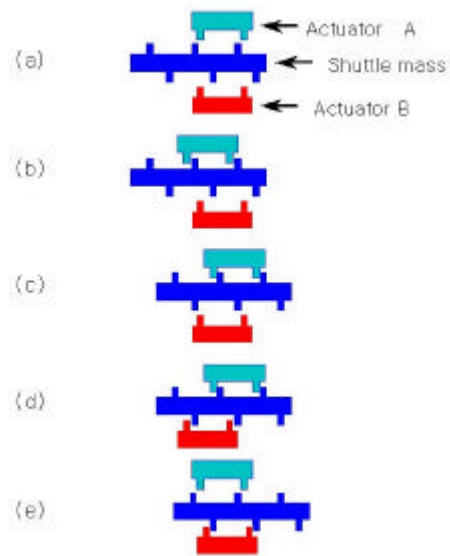 Actuator A
(a)
Shuttle mass
Actuator B
(b)
(c)
(d)
(e)